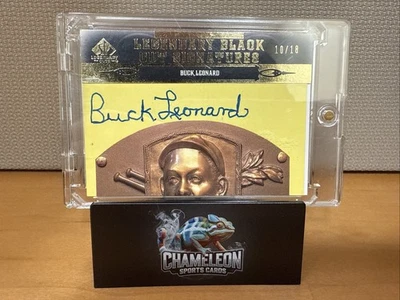 LEGENDARY BLACK
CUT SIGNATURES
10/18
BUCK LEONARD
Buck Leonard
CHAMELEON
SPORTS CARDS